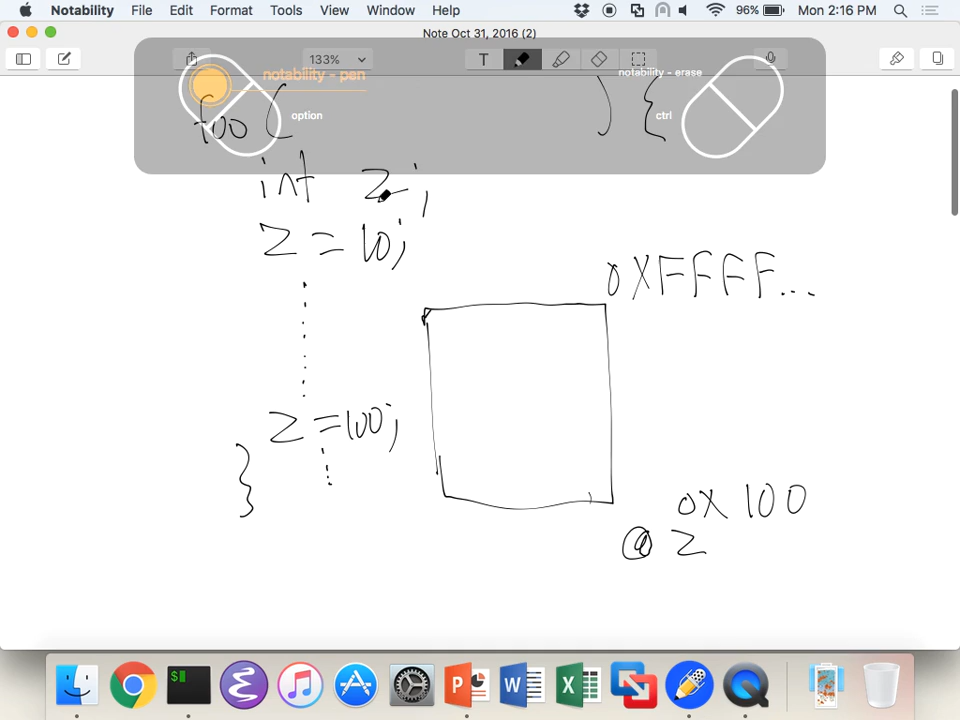 Notability File Edit Tools View Window Help 96% Mon 2:16 PM
Note Oct 31, 2016 (2)
133% T
notability - pen notability - erase
option ctrl
foo ( ) {
int z;
z = 10;
0XFFFF...
z = 100;
}
0X 100
@ z
$
P W X